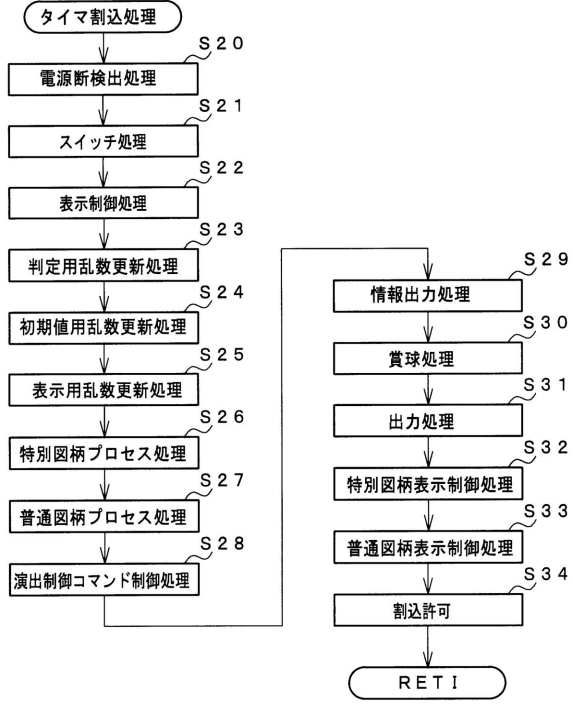 タイマ割込処理
S20
電源断検出処理
S21
スイッチ処理
S22
表示制御処理
S23
判定用乱数更新処理
S24
初期値用乱数更新処理
S25
表示用乱数更新処理
S26
特別図柄プロセス処理
S27
普通図柄プロセス処理
S28
演出制御コマンド制御処理
S29
情報出力処理
S30
賞球処理
S31
出力処理
S32
特別図柄表示制御処理
S33
普通図柄表示制御処理
S34
割込許可
RETI